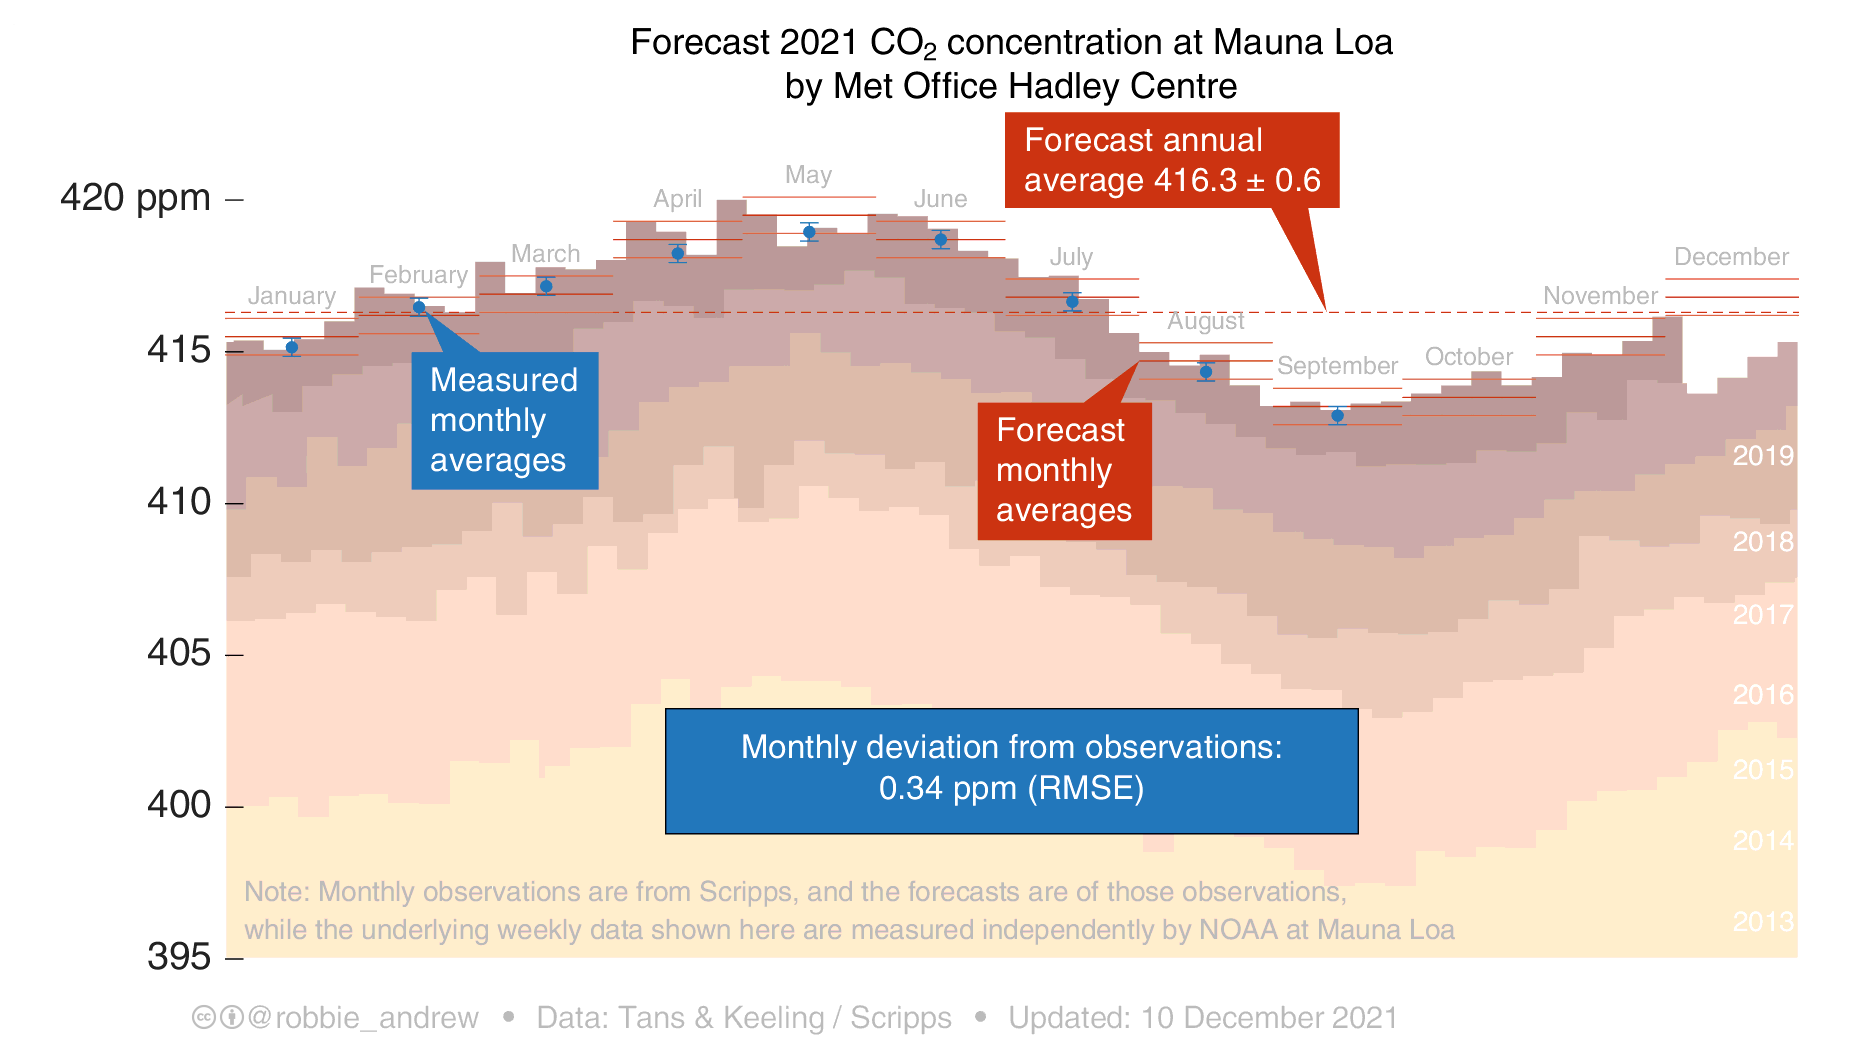 Forecast 2021 CO₂ concentration at Mauna Loa
by Met Office Hadley Centre
Forecast annual
average 416.3 ± 0.6
420 ppm
415
410
405
400
395
January
February
March
April
May
June
July
August
September
October
November
December
Measured
monthly
averages
Forecast
monthly
averages
2019
2018
2017
2016
2015
2014
2013
Monthly deviation from observations:
0.34 ppm (RMSE)
Note: Monthly observations are from Scripps, and the forecasts are of those observations,
while the underlying weekly data shown here are measured independently by NOAA at Mauna Loa
cc @robbie_andrew • Data: Tans & Keeling / Scripps • Updated: 10 December 2021